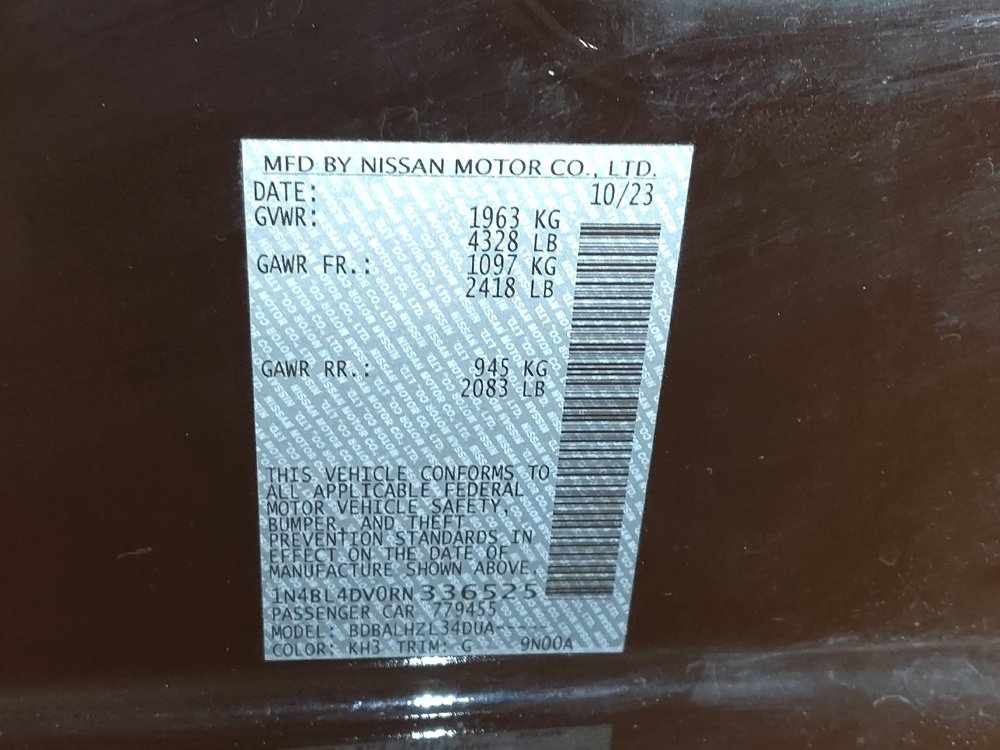 MFD BY NISSAN MOTOR CO., LTD.
DATE: 10/23
GVWR: 1963 KG
4328 LB
GAWR FR.: 1097 KG
2418 LB
GAWR RR.: 945 KG
2083 LB
THIS VEHICLE CONFORMS TO
ALL APPLICABLE FEDERAL
MOTOR VEHICLE SAFETY,
BUMPER, AND THEFT
PREVENTION STANDARDS IN
EFFECT ON THE DATE OF
MANUFACTURE SHOWN ABOVE.
1N4BL4DV0RN336525
PASSENGER CAR 779455
MODEL: BDBALHZL34DUA-----
COLOR: KH3 TRIM: G 9N00A